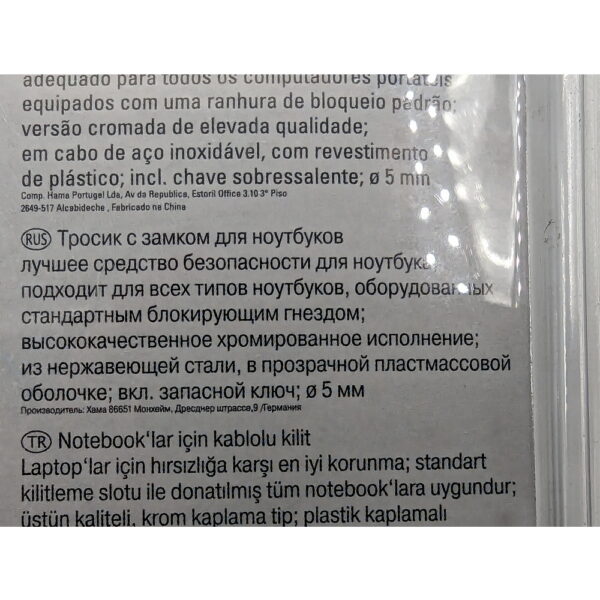 adequado para todos os computadores portáteis
equipados com uma ranhura de bloqueio pedrão;
versão cromada de elevada qualidade;
em cabo de aço inoxidável, com revestimento
de plástico; incl. chave sobressalente; ø 5 mm
Comp. Hama Portugel Lda, Av da Republica, Estoril Office 3.10-3° Piso
2649-517 Alcabideche , Fabricado na China
RUS Тросик с замком для ноутбуков
лучшее средство безопасности для ноутбука,
подходит для всех типов ноутбуков, оборудованных
стандартным блокирующим гнездом;
высококачественное хромированное исполнение;
из нержавеющей стали, в прозрачной пластмассовой
оболочке; вкл. запасной ключ; ø 5 мм
Производитель: Хама 86651 Монхейм, Дресднер штрассе,9 /Германия
TR Notebook‘lar için kablolu kilit
Laptop‘lar için hırsızlığa karşı en iyi korunma; standart
kilitleme slotu ile donatılmış tüm notebook‘lara uygundur;
üstün kaliteli, krom kaplama tip; plastik kaplamalı